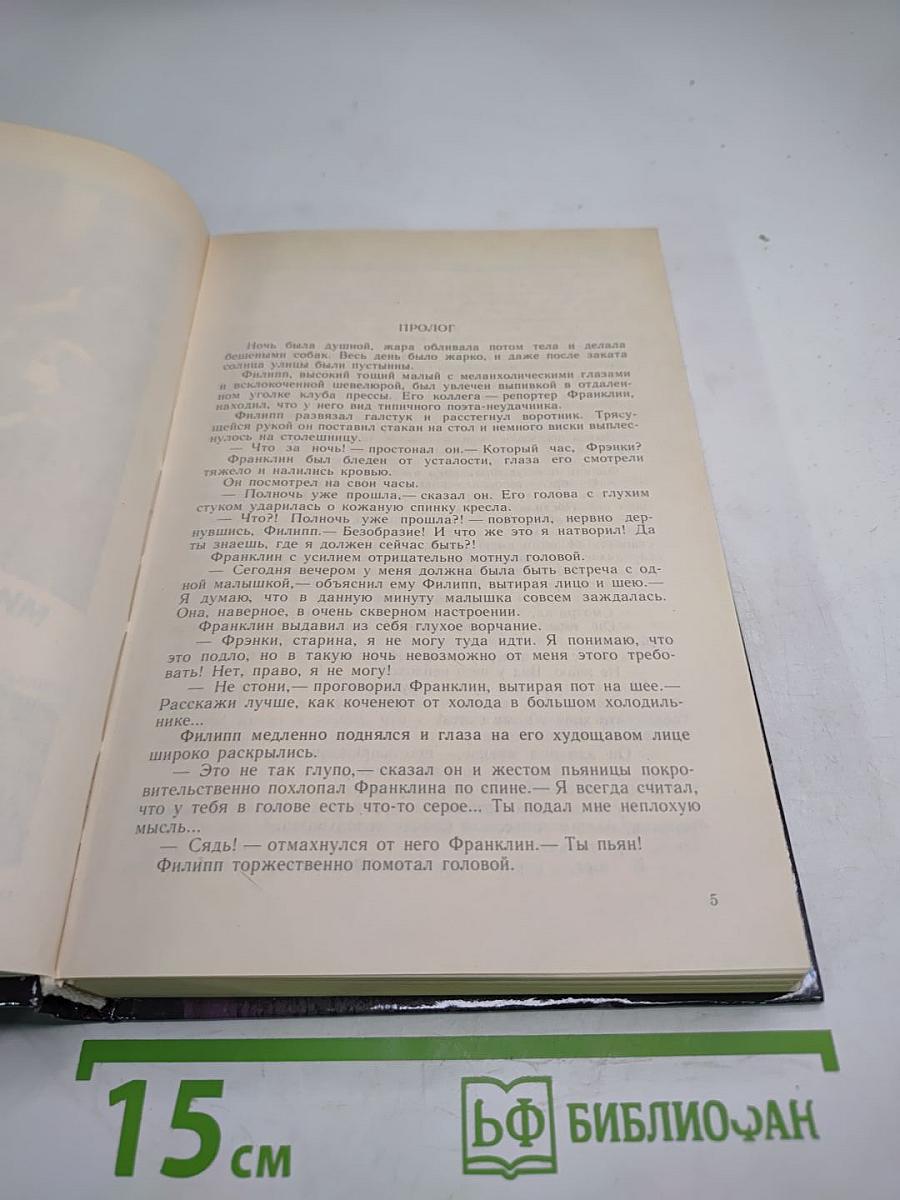 ПРОЛОГ
Ночь была душной, жара обливала потом тела и делала
бешеными собак. Весь день было жарко, и даже после заката
солнца улицы были пустынны.
Филипп, высокий тощий малый с меланхолическими глазами
и всклокоченной шевелюрой, был увлечен выпивкой в отдален-
ном уголке клуба прессы. Его коллега — репортер Франклин,
находил, что у него вид типичного поэта-неудачника.
Филипп развязал галстук и расстегнул воротник. Трясу-
щейся рукой он поставил стакан на стол и немного виски выплес-
нулось на столешницу.
— Что за ночь! — простонал он.— Который час, Фрэнки?
Франклин был бледен от усталости, глаза его смотрели
тяжело и налились кровью.
Он посмотрел на свои часы.
— Полночь уже прошла,— сказал он. Его голова с глухим
стуком ударилась о кожаную спинку кресла.
— Что?! Полночь уже прошла?! — повторил, нервно дер-
нувшись, Филипп.— Безобразие! И что же это я натворил! Да
ты знаешь, где я должен сейчас быть?!
Франклин с усилием отрицательно мотнул головой.
— Сегодня вечером у меня должна была быть встреча с од-
ной малышкой,— объяснил ему Филипп, вытирая лицо и шею.—
Я думаю, что в данную минуту малышка совсем заждалась.
Она, наверное, в очень скверном настроении.
Франклин выдавил из себя глухое ворчание.
— Фрэнки, старина, я не могу туда идти. Я понимаю, что
это подло, но в такую ночь невозможно от меня этого требо-
вать! Нет, право, я не могу!
— Не стони,— проговорил Франклин, вытирая пот на шее.—
Расскажи лучше, как коченеют от холода в большом холодиль-
нике...
Филипп медленно поднялся и глаза на его худощавом лице
широко раскрылись.
— Это не так глупо,— сказал он и жестом пьяницы покро-
вительственно похлопал Франклина по спине.— Я всегда считал,
что у тебя в голове есть что-то серое... Ты подал мне неплохую
мысль...
— Сядь! — отмахнулся от него Франклин.— Ты пьян!
Филипп торжественно помотал головой.
5
15 см
БФ БИБЛИОФАН